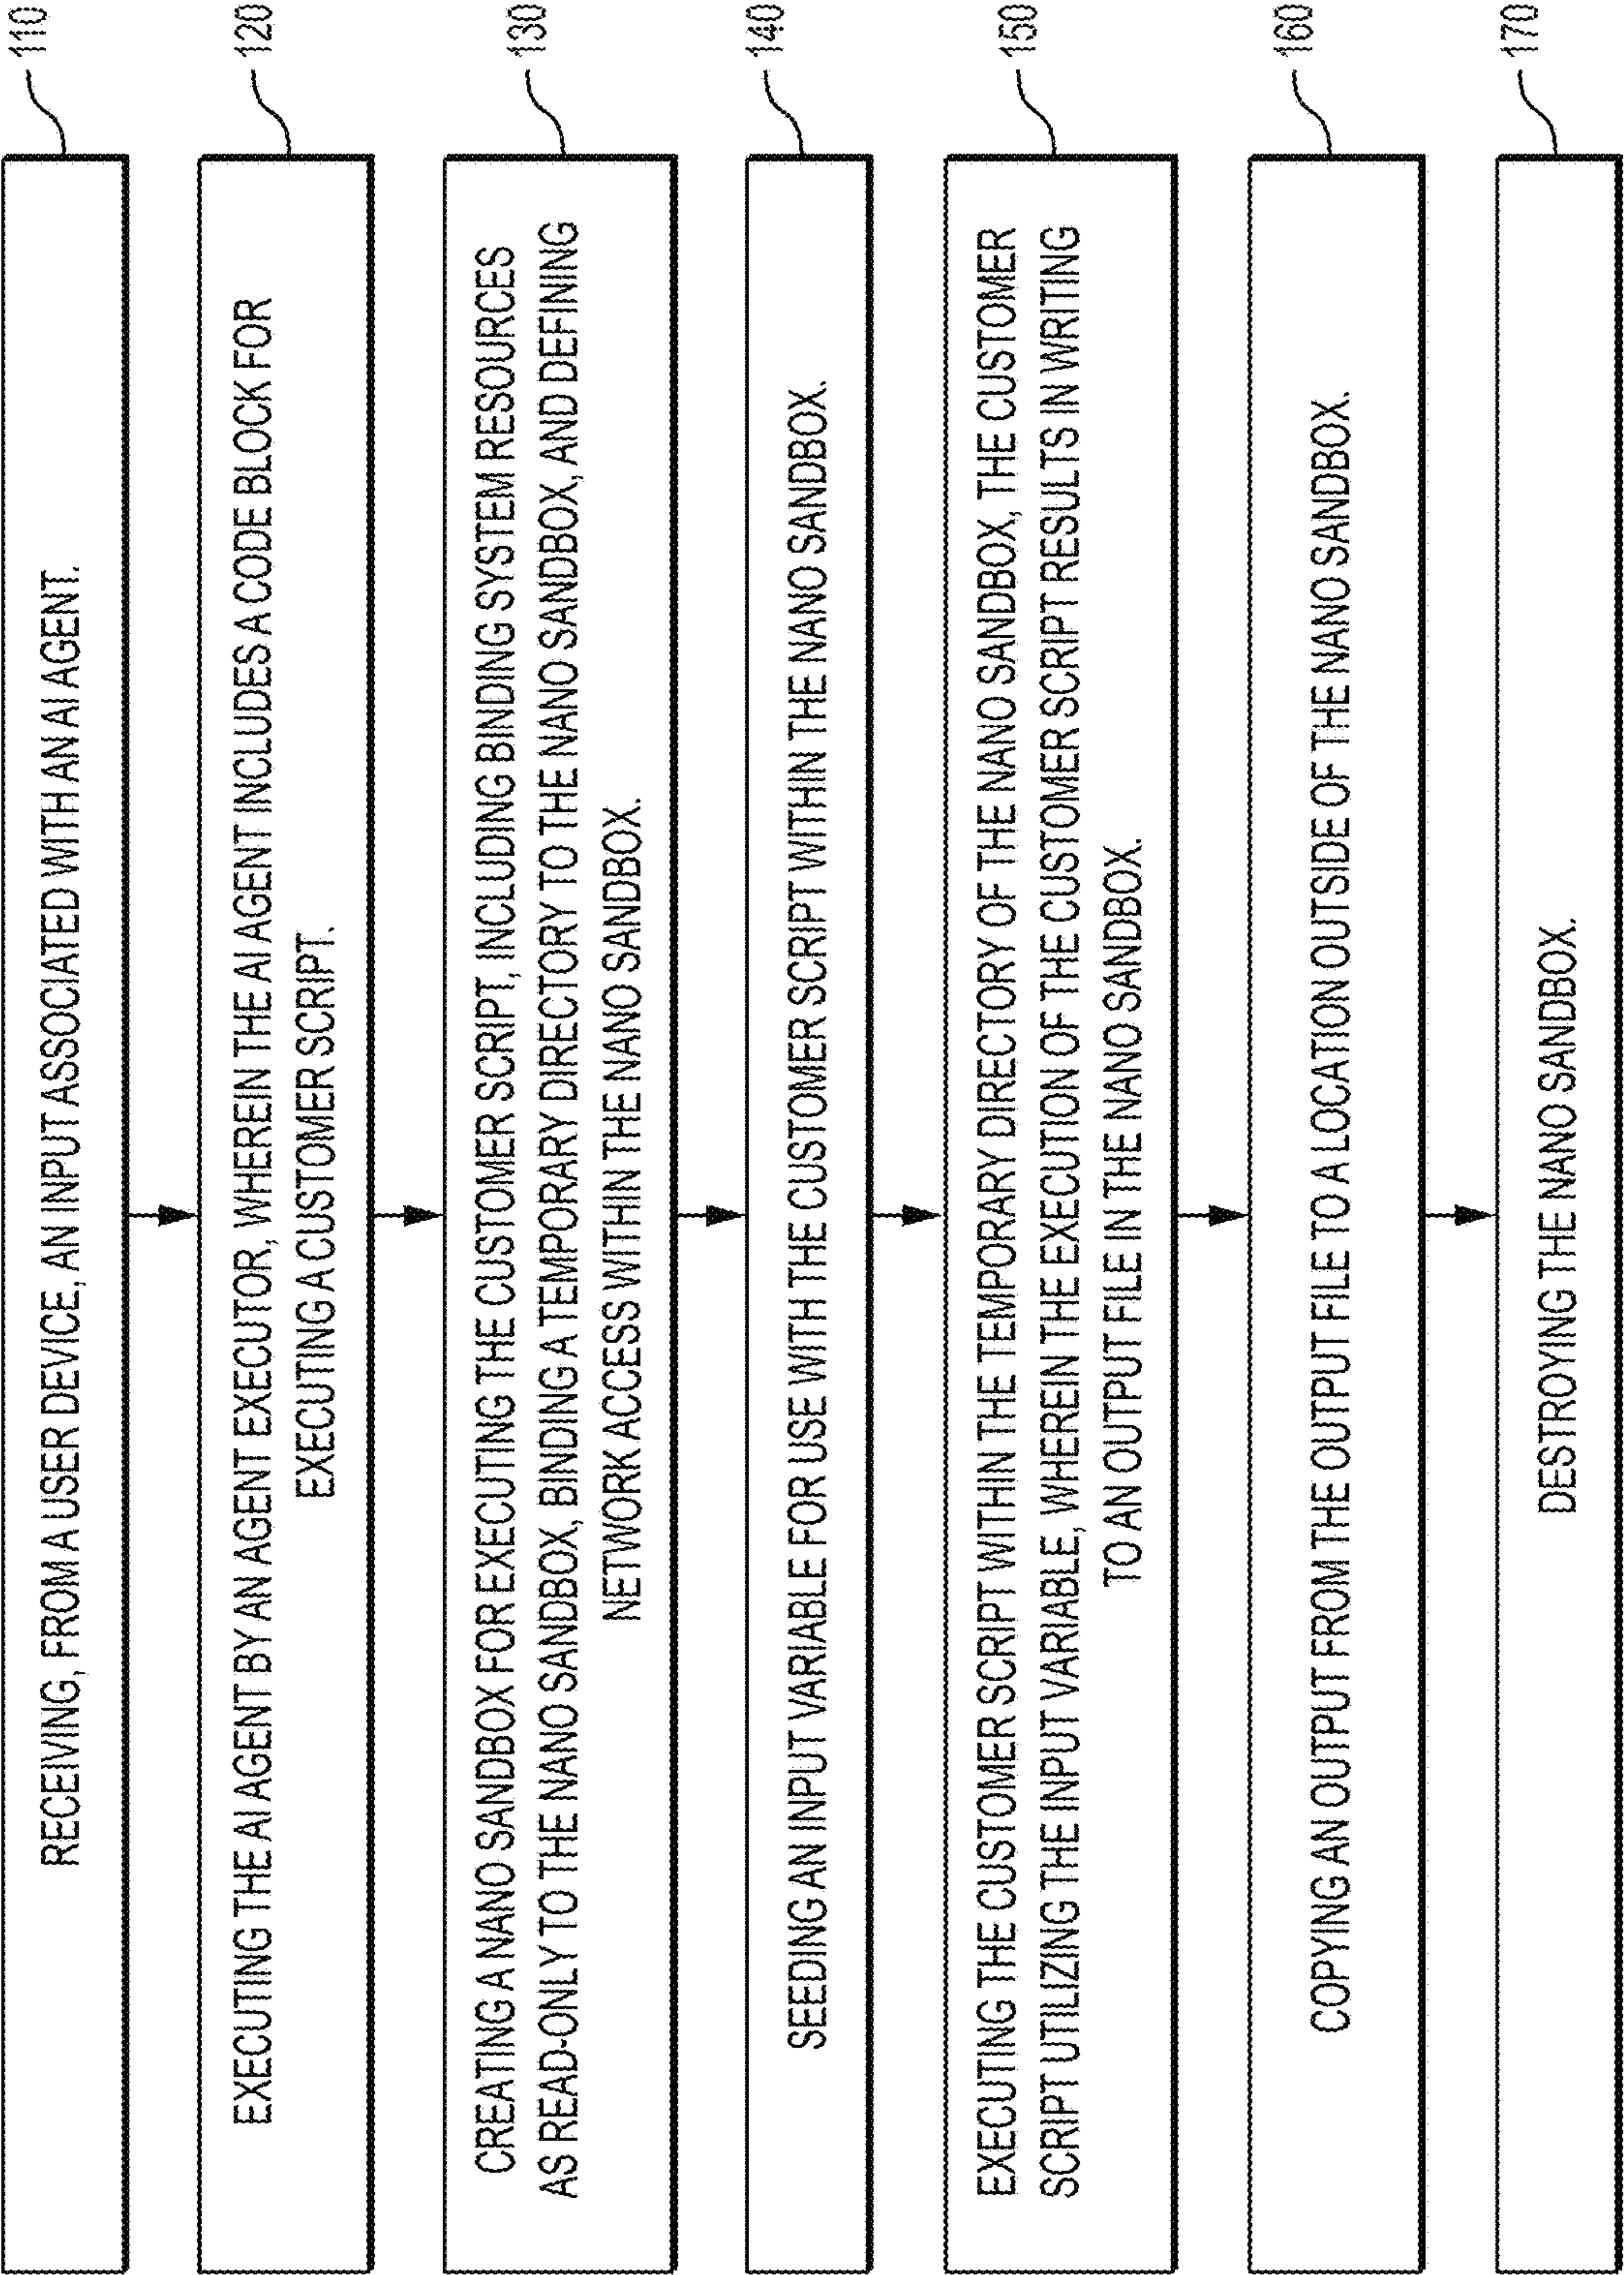 110
RECEIVING, FROM A USER DEVICE, AN INPUT ASSOCIATED WITH AN AI AGENT.
120
EXECUTING THE AI AGENT BY AN AGENT EXECUTOR, WHEREIN THE AI AGENT INCLUDES A CODE BLOCK FOR
EXECUTING A CUSTOMER SCRIPT.
130
CREATING A NANO SANDBOX FOR EXECUTING THE CUSTOMER SCRIPT, INCLUDING BINDING SYSTEM RESOURCES
AS READ-ONLY TO THE NANO SANDBOX, BINDING A TEMPORARY DIRECTORY TO THE NANO SANDBOX, AND DEFINING
NETWORK ACCESS WITHIN THE NANO SANDBOX.
140
SEEDING AN INPUT VARIABLE FOR USE WITH THE CUSTOMER SCRIPT WITHIN THE NANO SANDBOX.
150
EXECUTING THE CUSTOMER SCRIPT WITHIN THE TEMPORARY DIRECTORY OF THE NANO SANDBOX, THE CUSTOMER
SCRIPT UTILIZING THE INPUT VARIABLE, WHEREIN THE EXECUTION OF THE CUSTOMER SCRIPT RESULTS IN WRITING
TO AN OUTPUT FILE IN THE NANO SANDBOX.
160
COPYING AN OUTPUT FROM THE OUTPUT FILE TO A LOCATION OUTSIDE OF THE NANO SANDBOX.
170
DESTROYING THE NANO SANDBOX.